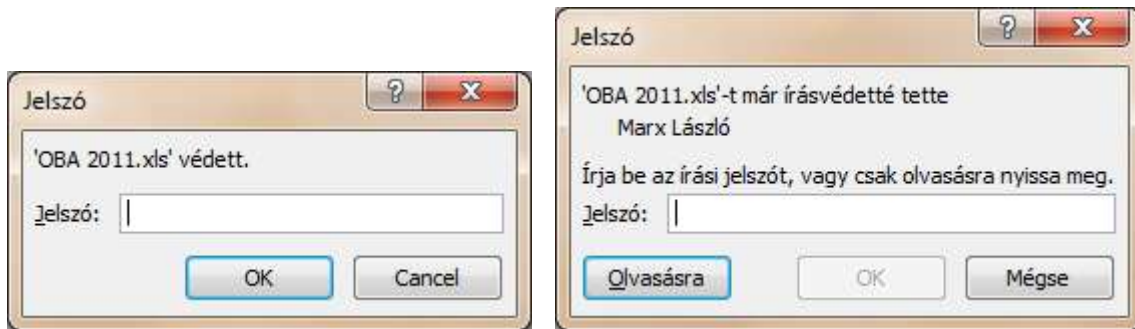 Jelszó
'OBA 2011.xls' védett.
Jelszó:
OK
Cancel
Jelszó
'OBA 2011.xls'-t már írásvédetté tette
Marx László
Írja be az írási jelszót, vagy csak olvasásra nyissa meg.
Jelszó:
Olvasásra
OK
Mégse